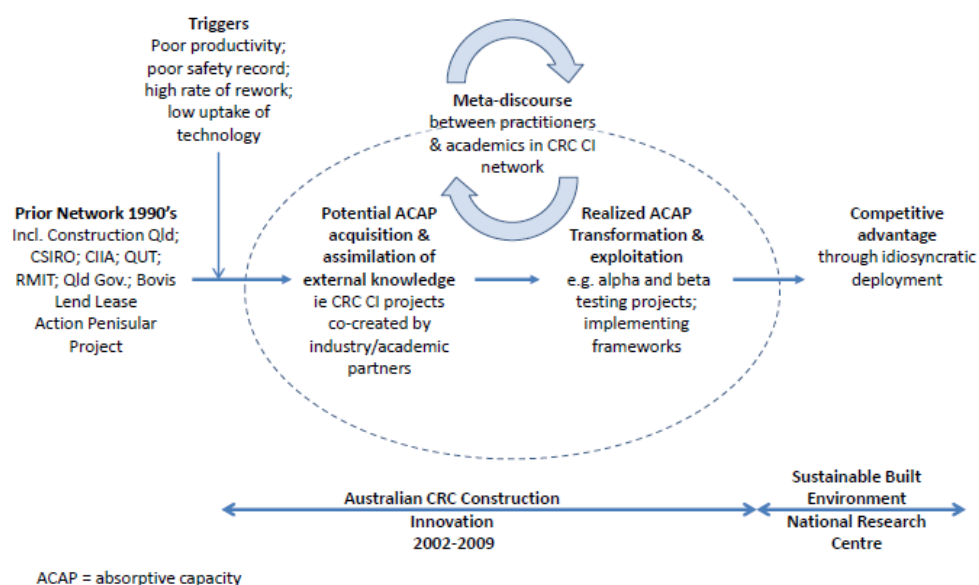 Triggers
Poor productivity;
poor safety record;
high rate of rework;
low uptake of
technology
Meta-discourse
between practitioners
& academics in CRC CI
network
Prior Network 1990's
Incl. Construction Qld;
CSIRO; CIIA; QUT;
RMIT; Qld Gov.; Bovis
Lend Lease
Action Penisular
Project
Potential ACAP
acquisition &
assimilation of
external knowledge
ie CRC CI projects
co-created by
industry/academic
partners
Realized ACAP
Transformation &
exploitation
e.g. alpha and beta
testing projects;
implementing
frameworks
Competitive
advantage
through idiosyncratic
deployment
Australian CRC Construction
Innovation
2002-2009
Sustainable Built
Environment
National Research
Centre
ACAP = absorptive capacity